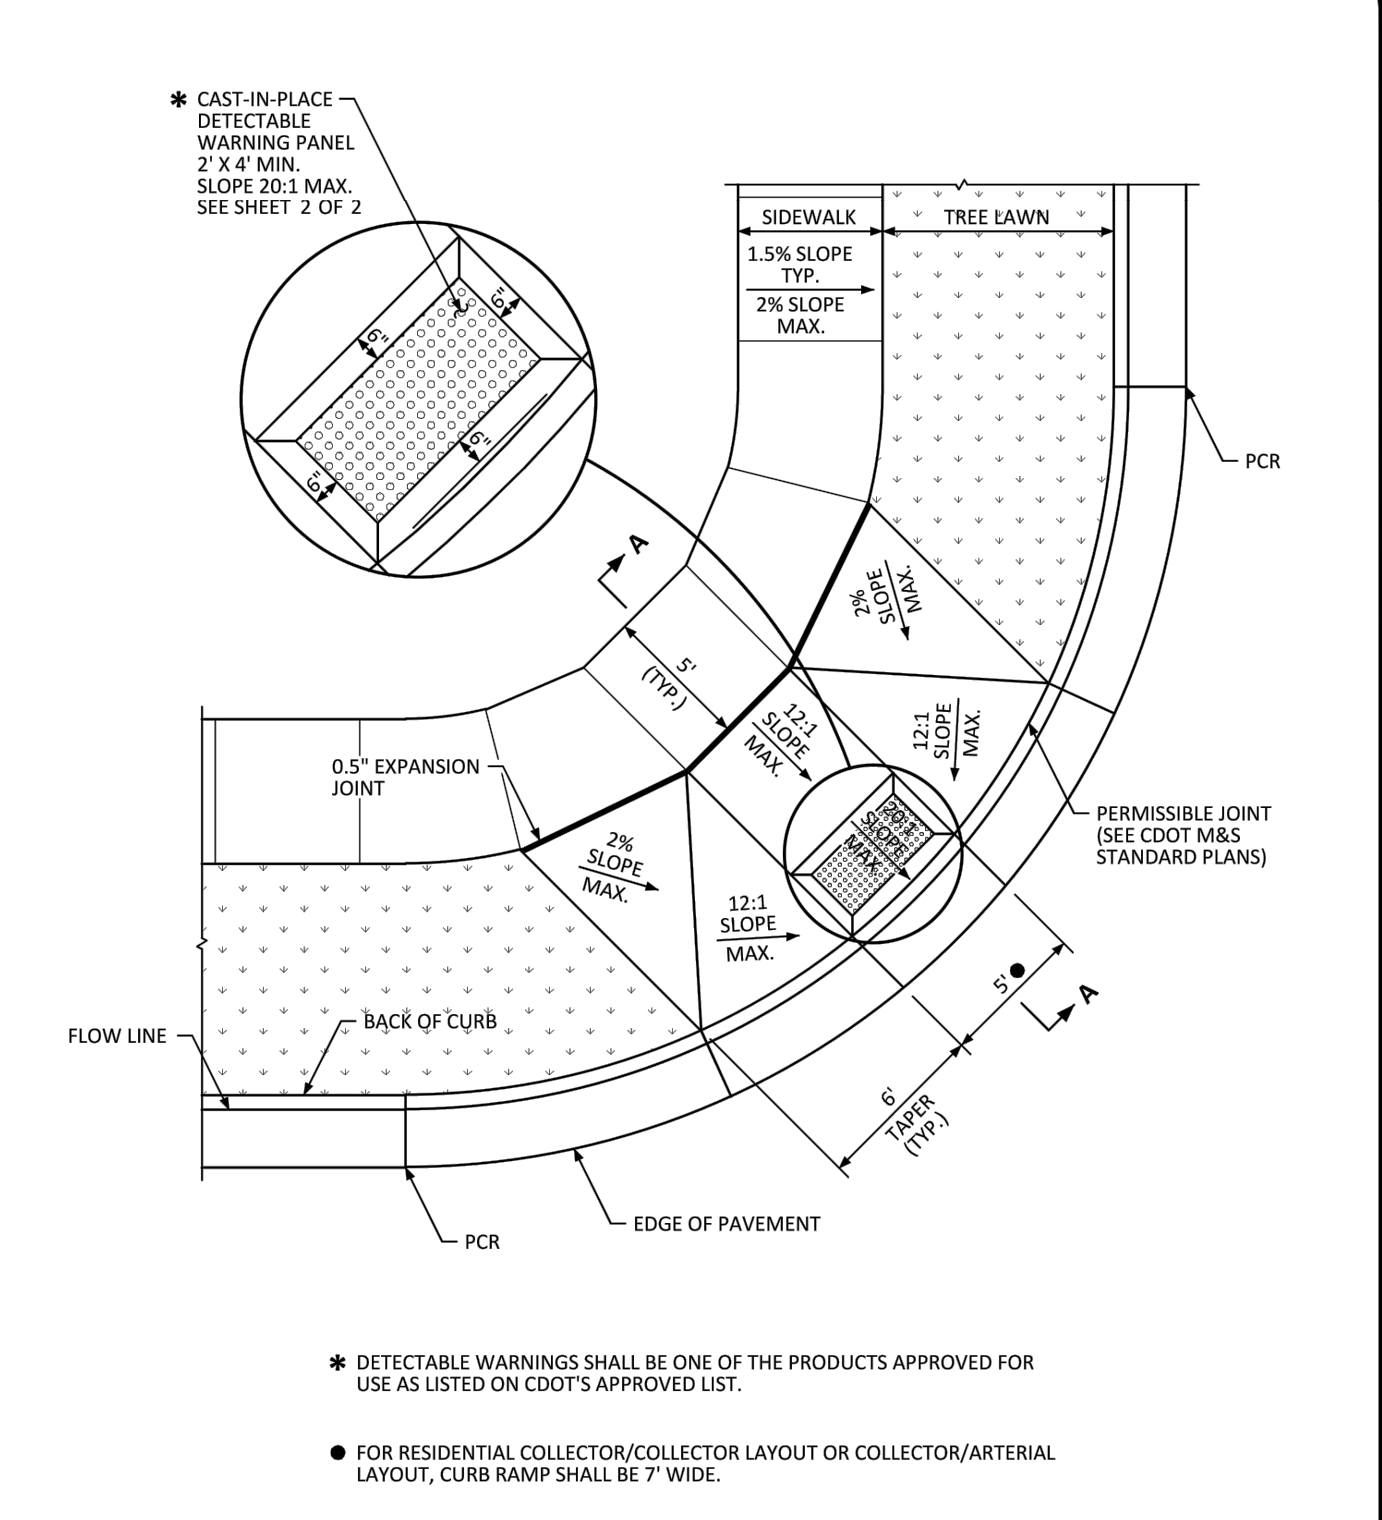 * CAST-IN-PLACE
DETECTABLE
WARNING PANEL
2' X 4' MIN.
SLOPE 20:1 MAX.
SEE SHEET 2 OF 2
SIDEWALK
TREE LAWN
1.5% SLOPE
TYP.
2% SLOPE
MAX.
6"
6"
6"
6"
PCR
A
2%
SLOPE
MAX.
5'
(TYP.)
12:1
SLOPE
MAX.
12:1
SLOPE
MAX.
0.5" EXPANSION
JOINT
20:1
SLOPE
MAX.
PERMISSIBLE JOINT
(SEE CDOT M&S
STANDARD PLANS)
2%
SLOPE
MAX.
12:1
SLOPE
MAX.
5' ●
A
FLOW LINE
BACK OF CURB
6'
TAPER
(TYP.)
EDGE OF PAVEMENT
PCR
* DETECTABLE WARNINGS SHALL BE ONE OF THE PRODUCTS APPROVED FOR
USE AS LISTED ON CDOT'S APPROVED LIST.
● FOR RESIDENTIAL COLLECTOR/COLLECTOR LAYOUT OR COLLECTOR/ARTERIAL
LAYOUT, CURB RAMP SHALL BE 7' WIDE.